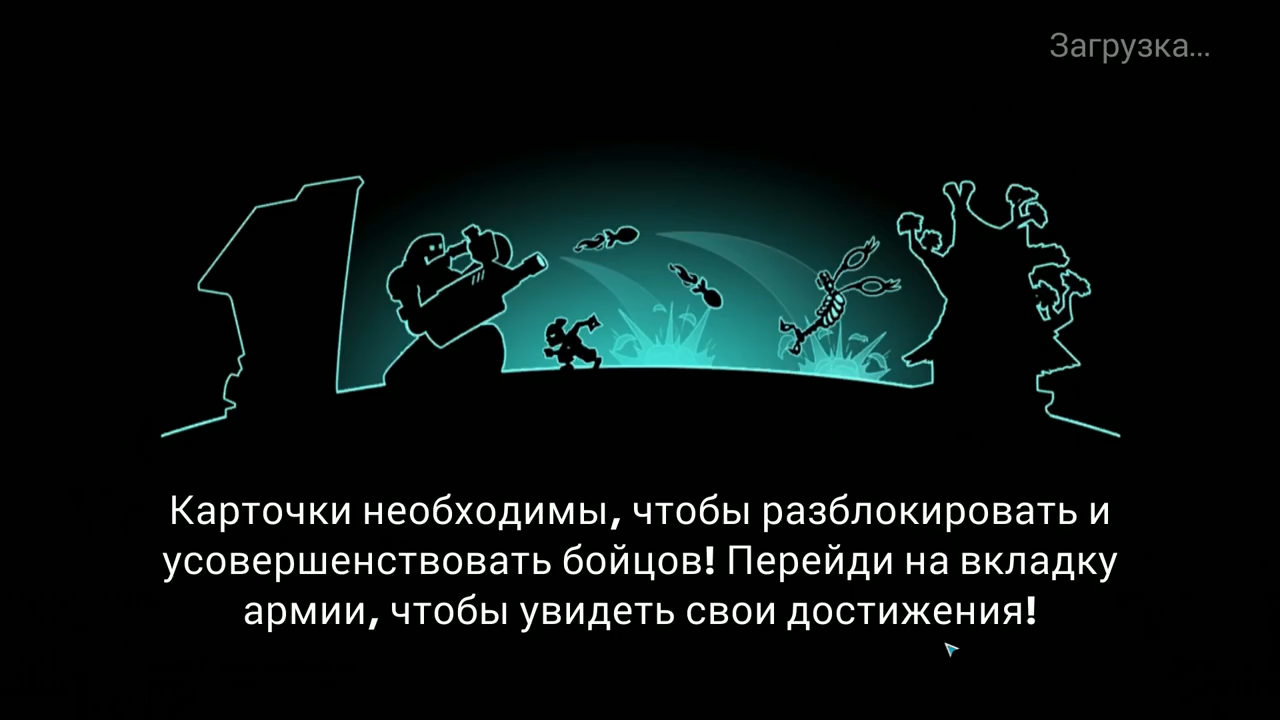 Загрузка...
Карточки необходимы, чтобы разблокировать и
усовершенствовать бойцов! Перейди на вкладку
армии, чтобы увидеть свои достижения!